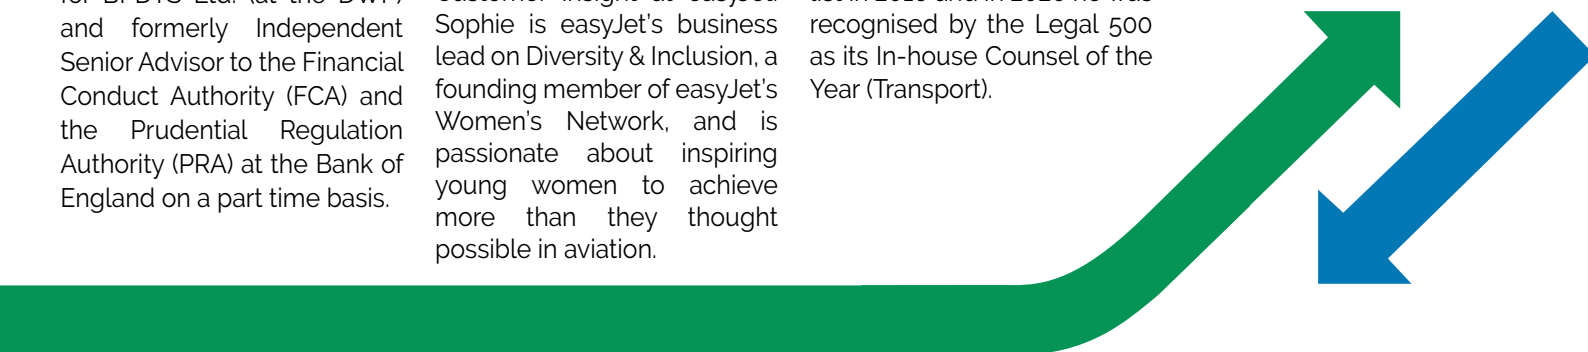 and formerly Independent
Senior Advisor to the Financial
Conduct Authority (FCA) and
the Prudential Regulation
Authority (PRA) at the Bank of
England on a part time basis.
Sophie is easyJet's business
lead on Diversity & Inclusion, a
founding member of easyJet's
Women's Network, and is
passionate about inspiring
young women to achieve
more than they thought
possible in aviation.
recognised by the Legal 500
as its In-house Counsel of the
Year (Transport).